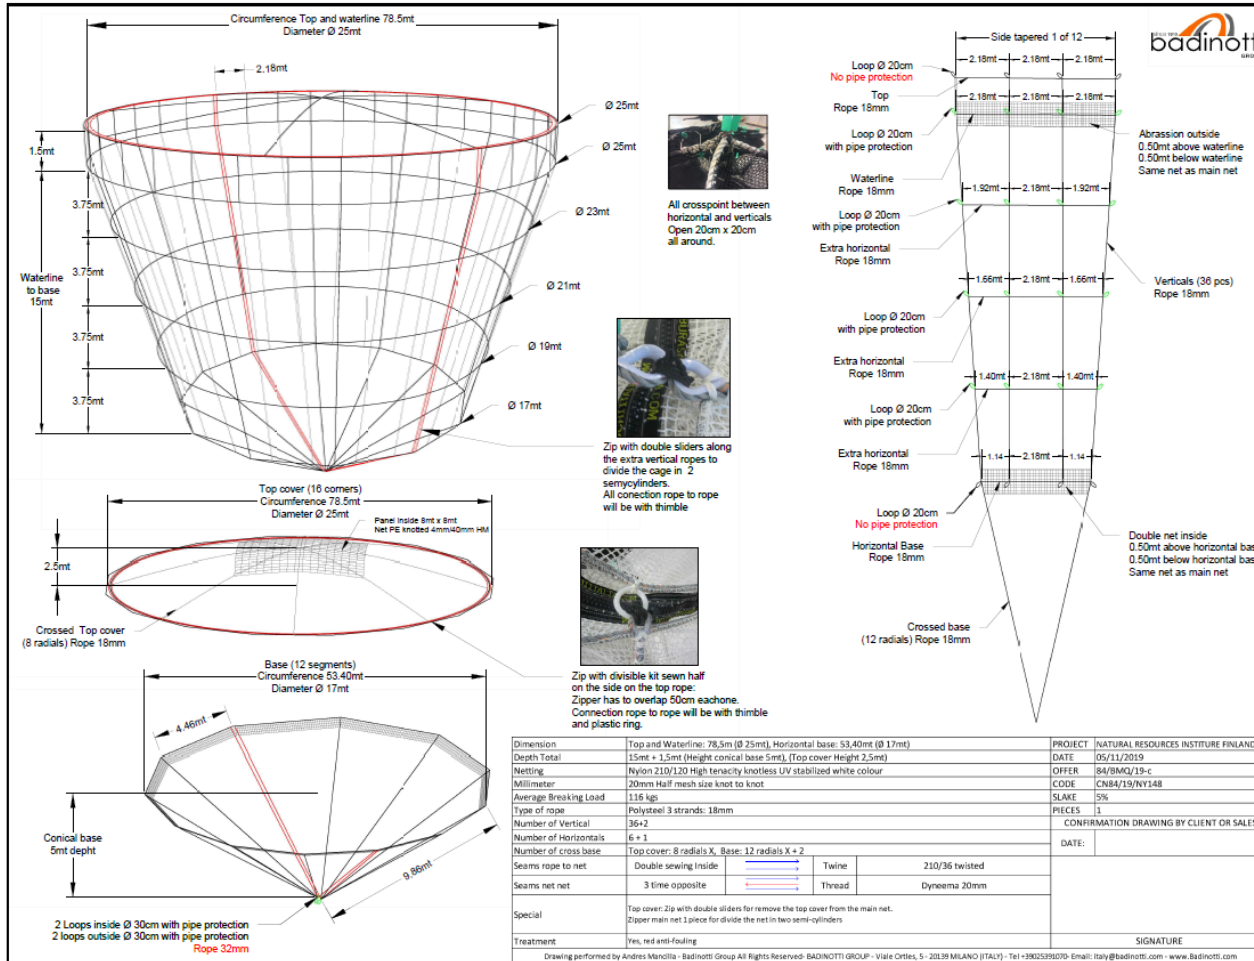 Circumference Top and waterline 78.5mt
Diameter Ø 25mt
2.18mt
Ø 25mt
Ø 25mt
1.5mt
3.75mt
Ø 23mt
3.75mt
Waterline
to base
15mt
Ø 21mt
3.75mt
Ø 19mt
3.75mt
Ø 17mt
All crosspoint between
horizontal and verticals
Open 20cm x 20cm
all around.
Zip with double sliders along
the extra vertical ropes to
divide the cage in 2
semycylinders.
All conection rope to rope
will be with thimble
Top cover (16 corners)
Circumference 78.5mt
Diameter Ø 25mt
Panel inside 8mt x 8mt
Net PE knotted 4mm/40mm HM
2.5mt
Crossed Top cover
(8 radials) Rope 18mm
Zip with divisible kit sewn half
on the side on the top rope:
Zipper has to overlap 50cm eachone.
Connection rope to rope will be with thimble
and plastic ring.
Base (12 segments)
Circumference 53.40mt
Diameter Ø 17mt
4.46mt
Conical base
5mt depht
9.86mt
2 Loops inside Ø 30cm with pipe protection
2 loops outside Ø 30cm with pipe protection
Rope 32mm
badinotti
GROUP
Side tapered 1 of 12
2.18mt 2.18mt 2.18mt
Loop Ø 20cm
No pipe protection
Top
Rope 18mm
2.18mt 2.18mt 2.18mt
Loop Ø 20cm
with pipe protection
Abrassion outside
0.50mt above waterline
0.50mt below waterline
Same net as main net
Waterline
Rope 18mm
1.92mt 2.18mt 1.92mt
Loop Ø 20cm
with pipe protection
Extra horizontal
Rope 18mm
Verticals (36 pcs)
Rope 18mm
1.66mt 2.18mt 1.66mt
Loop Ø 20cm
with pipe protection
Extra horizontal
Rope 18mm
1.40mt 2.18mt 1.40mt
Loop Ø 20cm
with pipe protection
Extra horizontal
Rope 18mm
1.14 2.18mt 1.14
Loop Ø 20cm
No pipe protection
Horizontal Base
Rope 18mm
Double net inside
0.50mt above horizontal base
0.50mt below horizontal base
Same net as main net
Crossed base
(12 radials) Rope 18mm
Dimension Top and Waterline: 78,5m (Ø 25mt), Horizontal base: 53,40mt (Ø 17mt)
Depth Total 15mt + 1,5mt (Height conical base 5mt), (Top cover Height 2,5mt)
Netting Nylon 210/120 High tenacity knotless UV stabilized white colour
Millimeter 20mm Half mesh size knot to knot
Average Breaking Load 116 kgs
Type of rope Polysteel 3 strands: 18mm
Number of Vertical 36+2
Number of Horizontals 6 + 1
Number of cross base Top cover: 8 radials X, Base: 12 radials X + 2
Seams rope to net Double sewing Inside Twine 210/36 twisted
Seams net net 3 time opposite Thread Dyneema 20mm
Special Top cover: Zip with double sliders for remove the top cover from the main net.
Zipper main net 1 piece for divide the net in two semi-cylinders
Treatment Yes, red anti-fouling
PROJECT NATURAL RESOURCES INSTITURE FINLAND
DATE 05/11/2019
OFFER 84/BMQ/19-c
CODE CN84/19/NY148
SLAKE 5%
PIECES 1
CONFIRMATION DRAWING BY CLIENT OR SALES
DATE:
SIGNATURE
Drawing performed by Andres Mancilla - Badinotti Group All Rights Reserved- BADINOTTI GROUP - Viale Ortles, 5 - 20139 MILANO (ITALY) - Tel +39025391070- Email: italy@badinotti.com - www.Badinotti.com